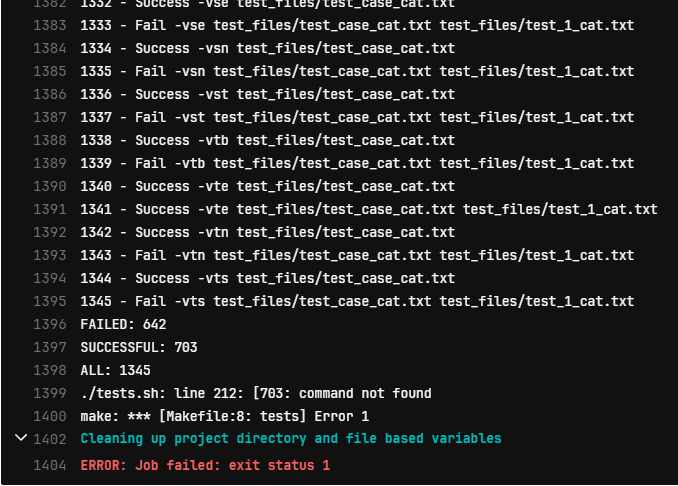 1382 1332 - Success -vse test_files/test_case_cat.txt
1383 1333 - Fail -vse test_files/test_case_cat.txt test_files/test_1_cat.txt
1384 1334 - Success -vsn test_files/test_case_cat.txt
1385 1335 - Fail -vsn test_files/test_case_cat.txt test_files/test_1_cat.txt
1386 1336 - Success -vst test_files/test_case_cat.txt
1387 1337 - Fail -vst test_files/test_case_cat.txt test_files/test_1_cat.txt
1388 1338 - Success -vtb test_files/test_case_cat.txt
1389 1339 - Fail -vtb test_files/test_case_cat.txt test_files/test_1_cat.txt
1390 1340 - Success -vte test_files/test_case_cat.txt
1391 1341 - Success -vte test_files/test_case_cat.txt test_files/test_1_cat.txt
1392 1342 - Success -vtn test_files/test_case_cat.txt
1393 1343 - Fail -vtn test_files/test_case_cat.txt test_files/test_1_cat.txt
1394 1344 - Success -vts test_files/test_case_cat.txt
1395 1345 - Fail -vts test_files/test_case_cat.txt test_files/test_1_cat.txt
1396 FAILED: 642
1397 SUCCESSFUL: 703
1398 ALL: 1345
1399 ./tests.sh: line 212: [703: command not found
1400 make: *** [Makefile:8: tests] Error 1
1402 Cleaning up project directory and file based variables
1404 ERROR: Job failed: exit status 1